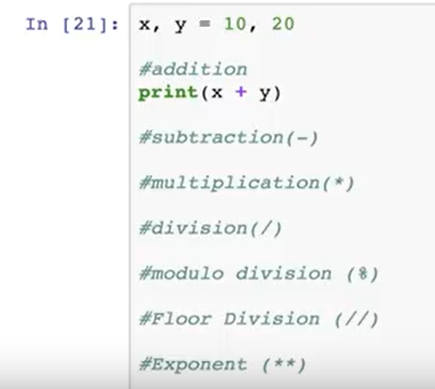 In [21]: x, y = 10, 20
#addition
print(x + y)
#subtraction(-)
#multiplication(*)
#division(/)
#modulo division (%)
#Floor Division (//)
#Exponent (**)